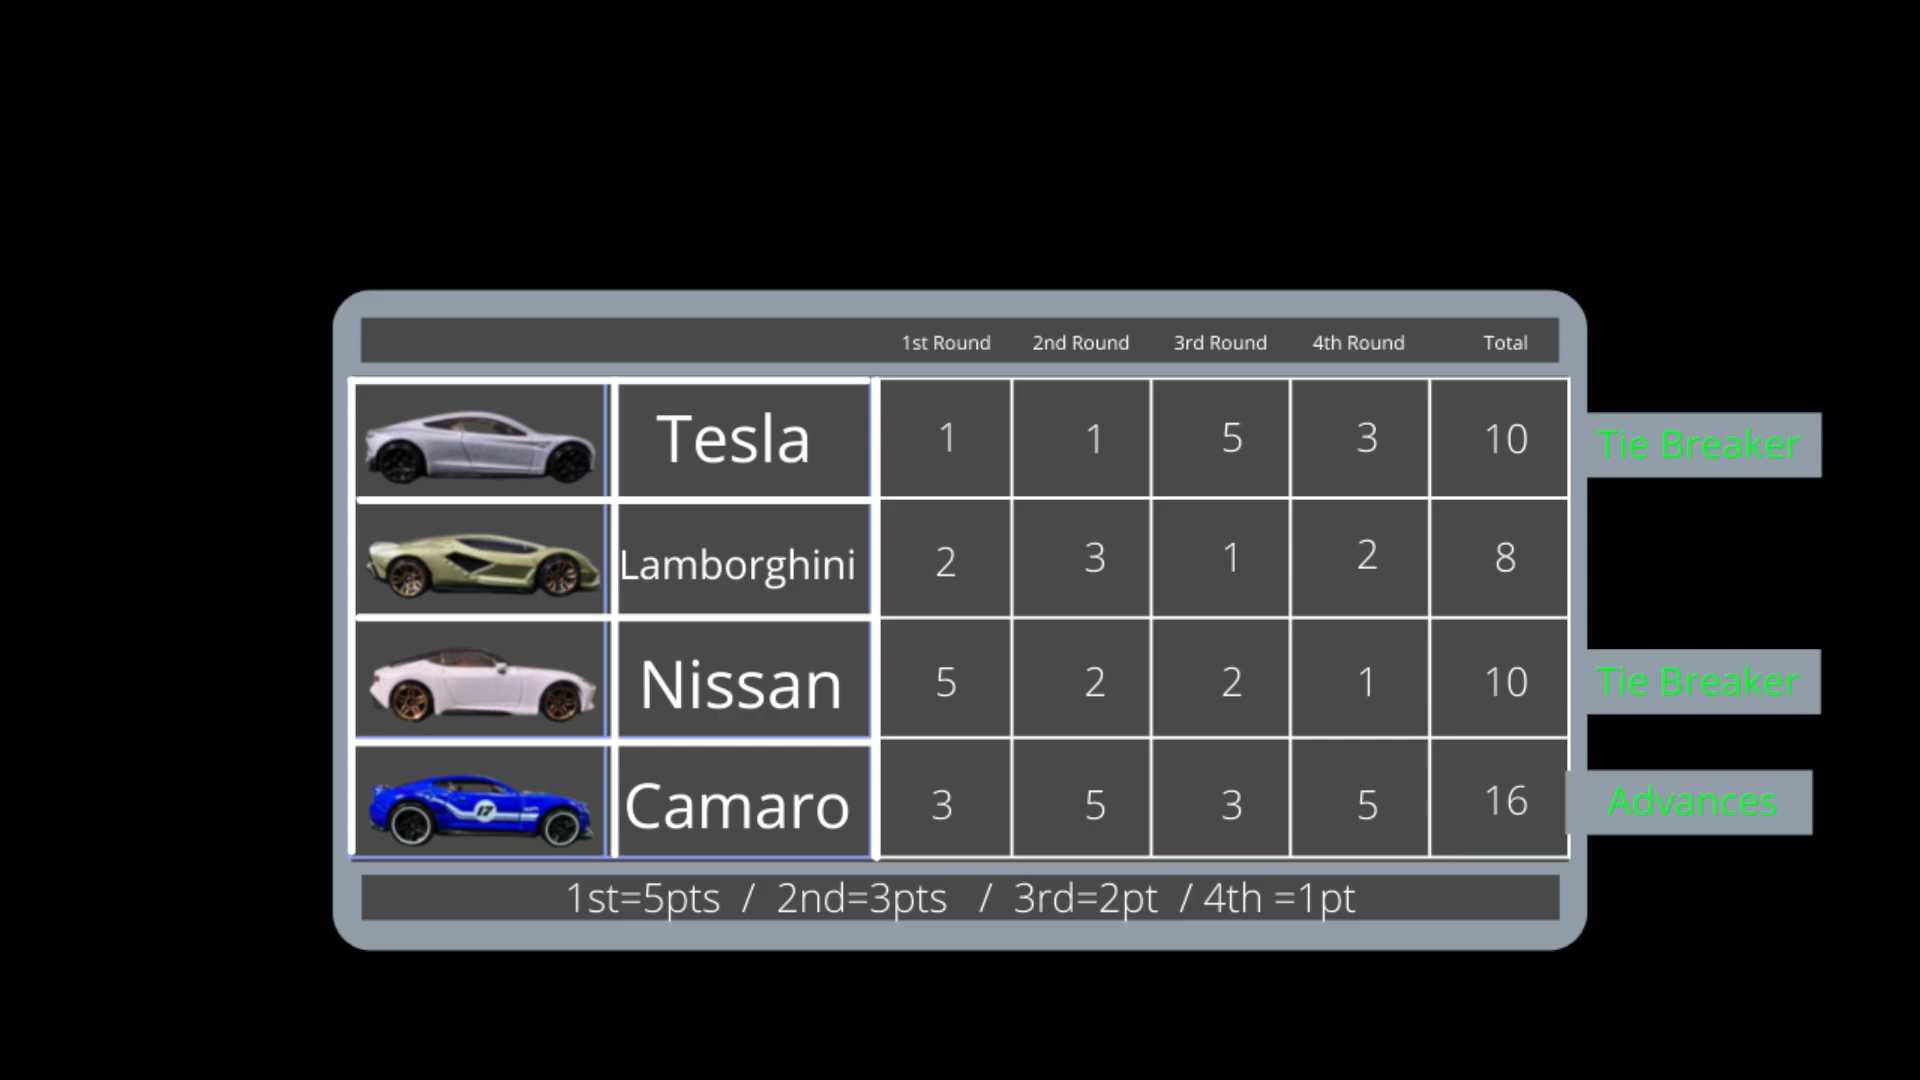 1st Round 2nd Round 3rd Round 4th Round Total
Tesla 1 1 5 3 10 Tie Breaker
Lamborghini 2 3 1 2 8
Nissan 5 2 2 1 10 Tie Breaker
17
Camaro 3 5 3 5 16 Advances
1st=5pts / 2nd=3pts / 3rd=2pt / 4th =1pt